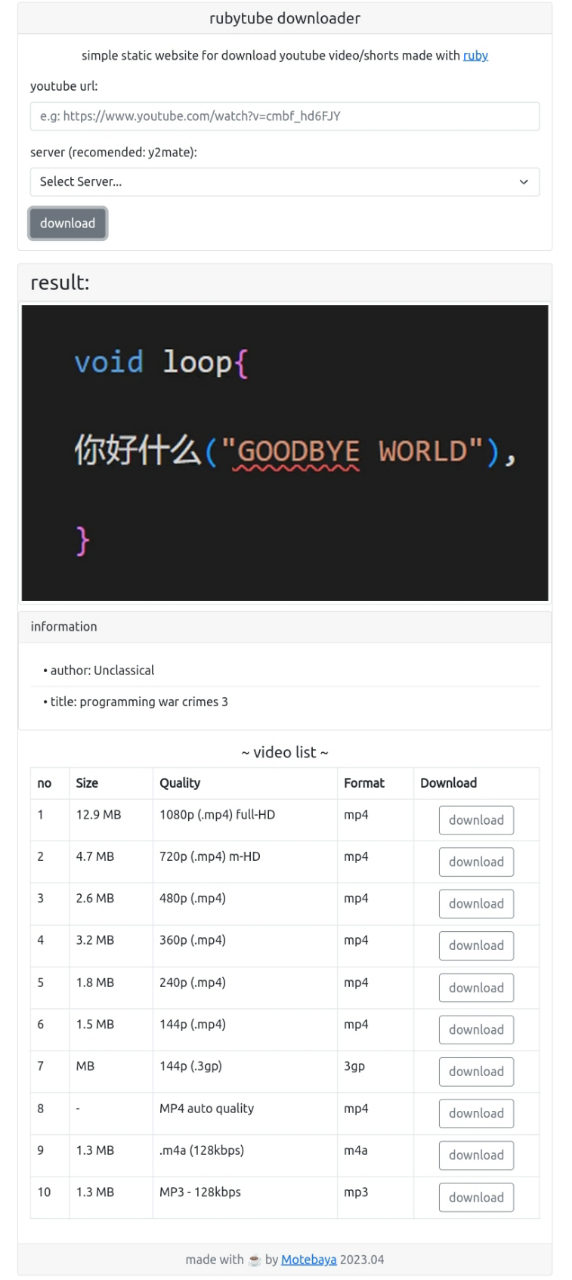 rubytube downloader
simple static website for download youtube video/shorts made with ruby
youtube url:
e.g: https://www.youtube.com/watch?v=cmbf_hd6FJY
server (recomended: y2mate):
Select Server...
download
result:
void loop{
你好什么("GOODBYE WORLD"),
}
information
• author: Unclassical
• title: programming war crimes 3
~ video list ~
no Size Quality Format Download
1 12.9 MB 1080p (.mp4) full-HD mp4 download
2 4.7 MB 720p (.mp4) m-HD mp4 download
3 2.6 MB 480p (.mp4) mp4 download
4 3.2 MB 360p (.mp4) mp4 download
5 1.8 MB 240p (.mp4) mp4 download
6 1.5 MB 144p (.mp4) mp4 download
7 MB 144p (.3gp) 3gp download
8 - MP4 auto quality mp4 download
9 1.3 MB .m4a (128kbps) m4a download
10 1.3 MB MP3 - 128kbps mp3 download
made with ☕ by Motebaya 2023.04